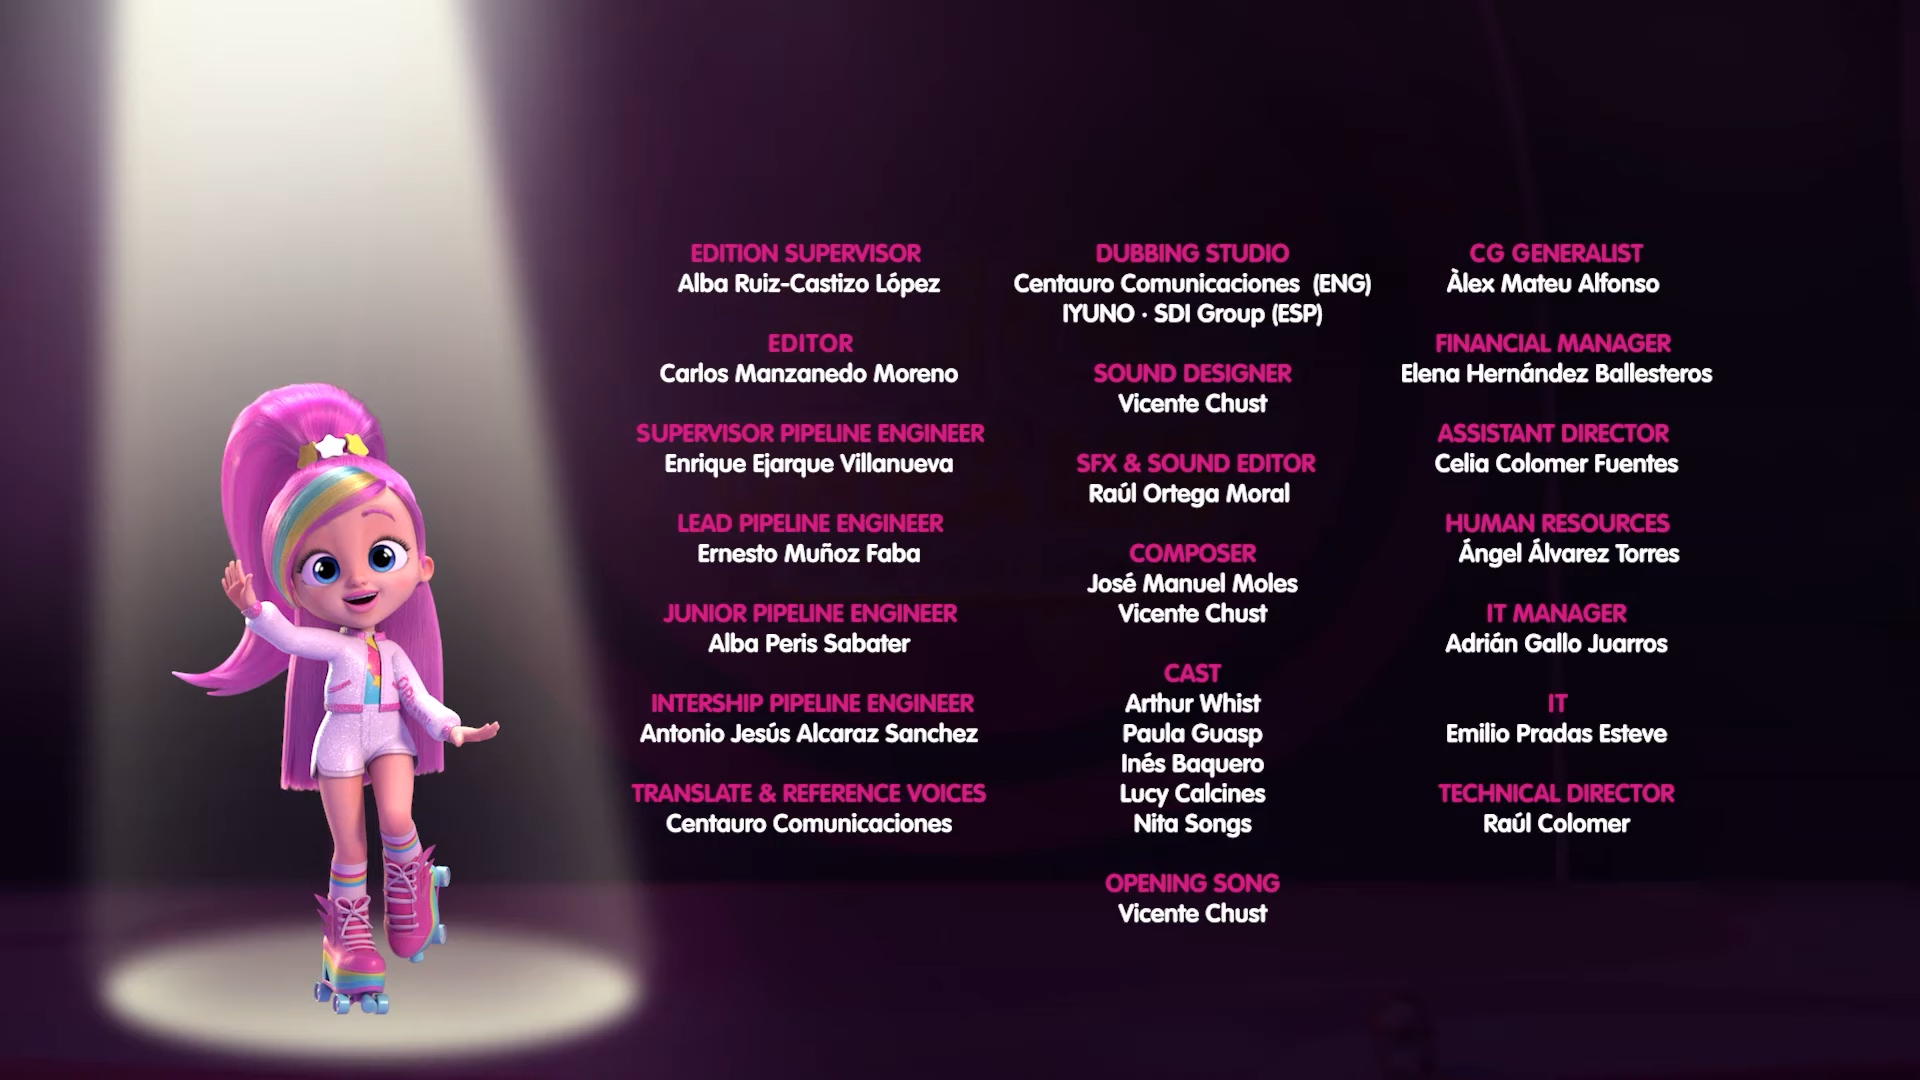 EDITION SUPERVISOR
Alba Ruiz-Castizo López
EDITOR
Carlos Manzanedo Moreno
SUPERVISOR PIPELINE ENGINEER
Enrique Ejarque Villanueva
LEAD PIPELINE ENGINEER
Ernesto Muñoz Faba
JUNIOR PIPELINE ENGINEER
Alba Peris Sabater
INTERSHIP PIPELINE ENGINEER
Antonio Jesús Alcaraz Sanchez
TRANSLATE & REFERENCE VOICES
Centauro Comunicaciones
DUBBING STUDIO
Centauro Comunicaciones (ENG)
IYUNO · SDI Group (ESP)
SOUND DESIGNER
Vicente Chust
SFX & SOUND EDITOR
Raúl Ortega Moral
COMPOSER
José Manuel Moles
Vicente Chust
CAST
Arthur Whist
Paula Guasp
Inés Baquero
Lucy Calcines
Nita Songs
OPENING SONG
Vicente Chust
CG GENERALIST
Àlex Mateu Alfonso
FINANCIAL MANAGER
Elena Hernández Ballesteros
ASSISTANT DIRECTOR
Celia Colomer Fuentes
HUMAN RESOURCES
Ángel Álvarez Torres
IT MANAGER
Adrián Gallo Juarros
IT
Emilio Pradas Esteve
TECHNICAL DIRECTOR
Raúl Colomer